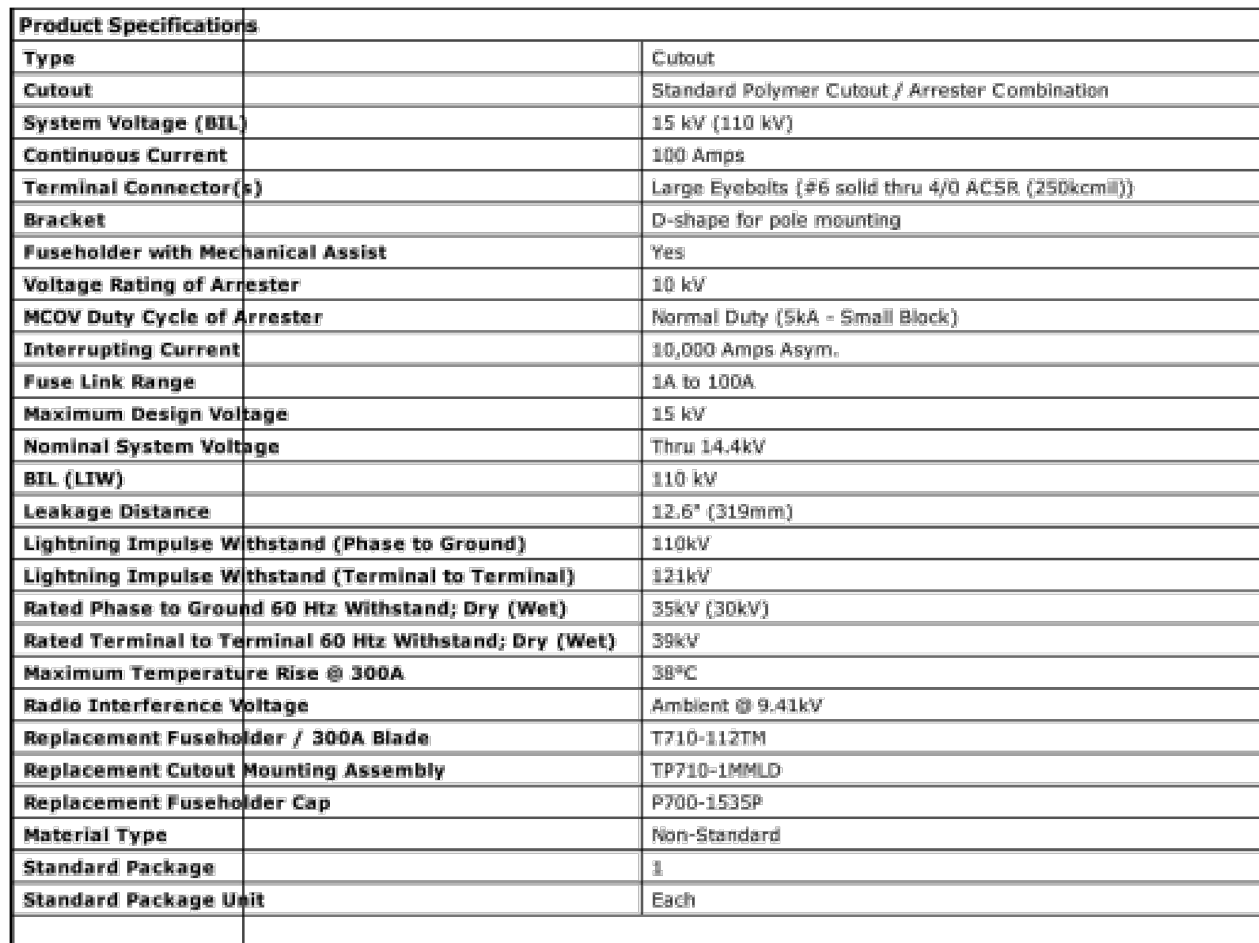 Product Specifications
Type Cutout
Cutout Standard Polymer Cutout / Arrester Combination
System Voltage (BIL) 15 kV (110 kV)
Continuous Current 100 Amps
Terminal Connector(s) Large Eyebolts (#6 solid thru 4/0 ACSR (250kcmil))
Bracket D-shape for pole mounting
Fuseholder with Mechanical Assist Yes
Voltage Rating of Arrester 10 kV
MCOV Duty Cycle of Arrester Normal Duty (5kA - Small Block)
Interrupting Current 10,000 Amps Asym.
Fuse Link Range 1A to 100A
Maximum Design Voltage 15 kV
Nominal System Voltage Thru 14.4kV
BIL (LIW) 110 kV
Leakage Distance 12.6" (319mm)
Lightning Impulse Withstand (Phase to Ground) 110kV
Lightning Impulse Withstand (Terminal to Terminal) 121kV
Rated Phase to Ground 60 Htz Withstand; Dry (Wet) 35kV (30kV)
Rated Terminal to Terminal 60 Htz Withstand; Dry (Wet) 39kV
Maximum Temperature Rise @ 300A 38°C
Radio Interference Voltage Ambient @ 9.41kV
Replacement Fuseholder / 300A Blade T710-112TM
Replacement Cutout Mounting Assembly TP710-1MMLD
Replacement Fuseholder Cap P700-153SP
Material Type Non-Standard
Standard Package 1
Standard Package Unit Each